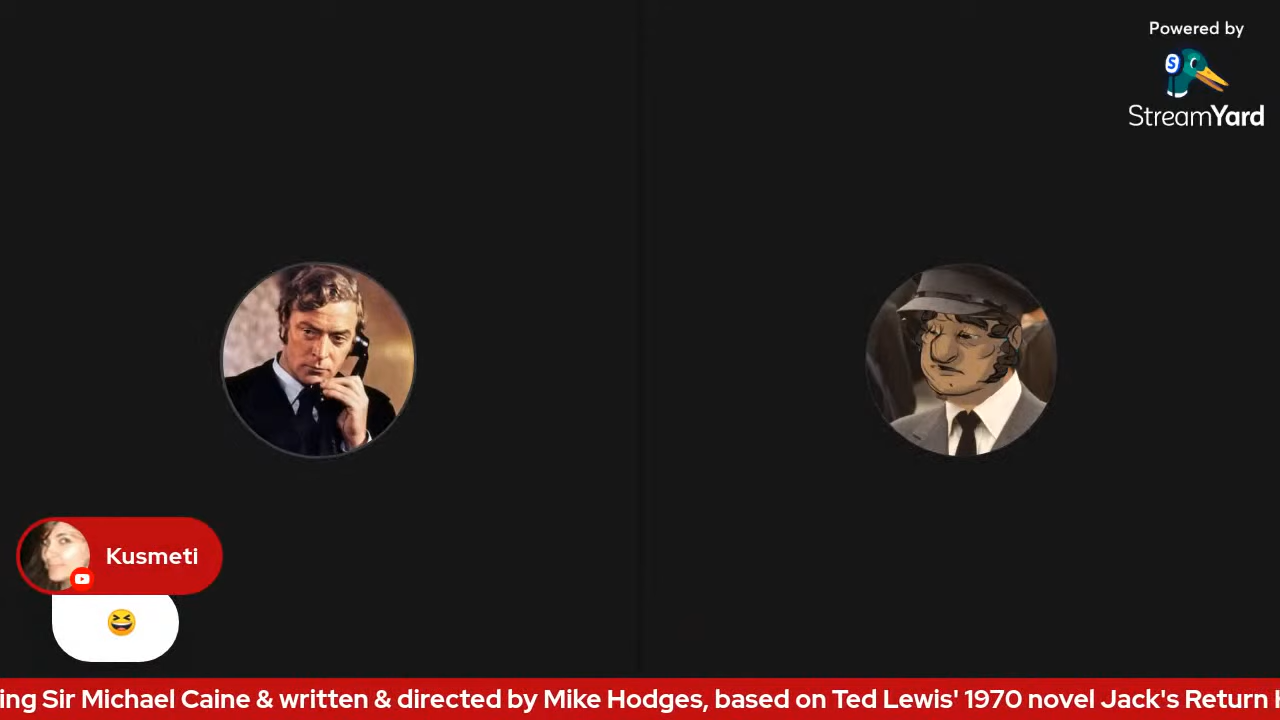 Powered by
S
StreamYard
Kusmeti
ing Sir Michael Caine & written & directed by Mike Hodges, based on Ted Lewis' 1970 novel Jack's Return